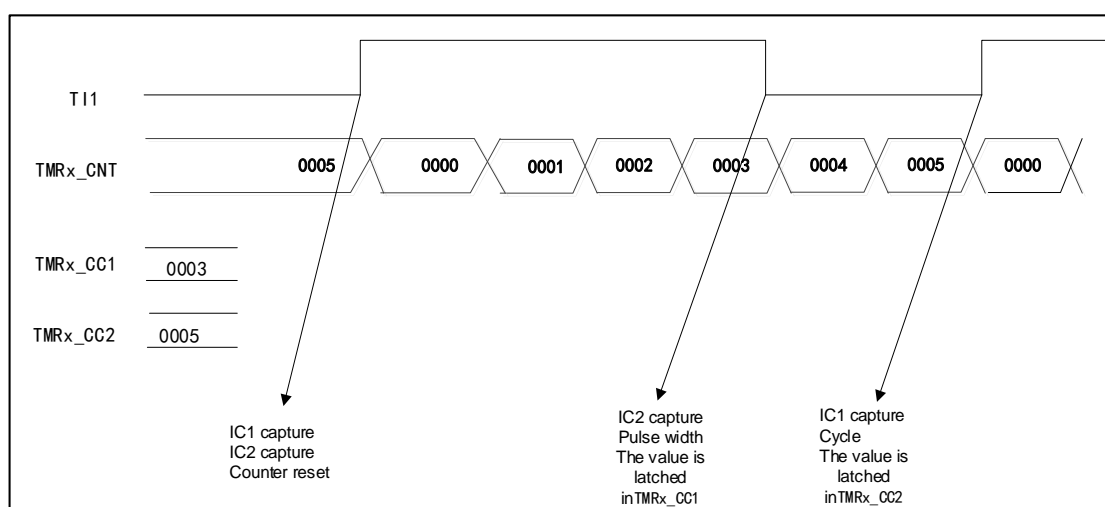 TI1
TMRx_CNT
0005 0000 0001 0002 0003 0004 0005 0000
TMRx_CC1
0003
TMRx_CC2
0005
IC1 capture
IC2 capture
Counter reset
IC2 capture
Pulse width
The value is
latched
inTMRx_CC1
IC1 capture
Cycle
The value is
latched
inTMRx_CC2